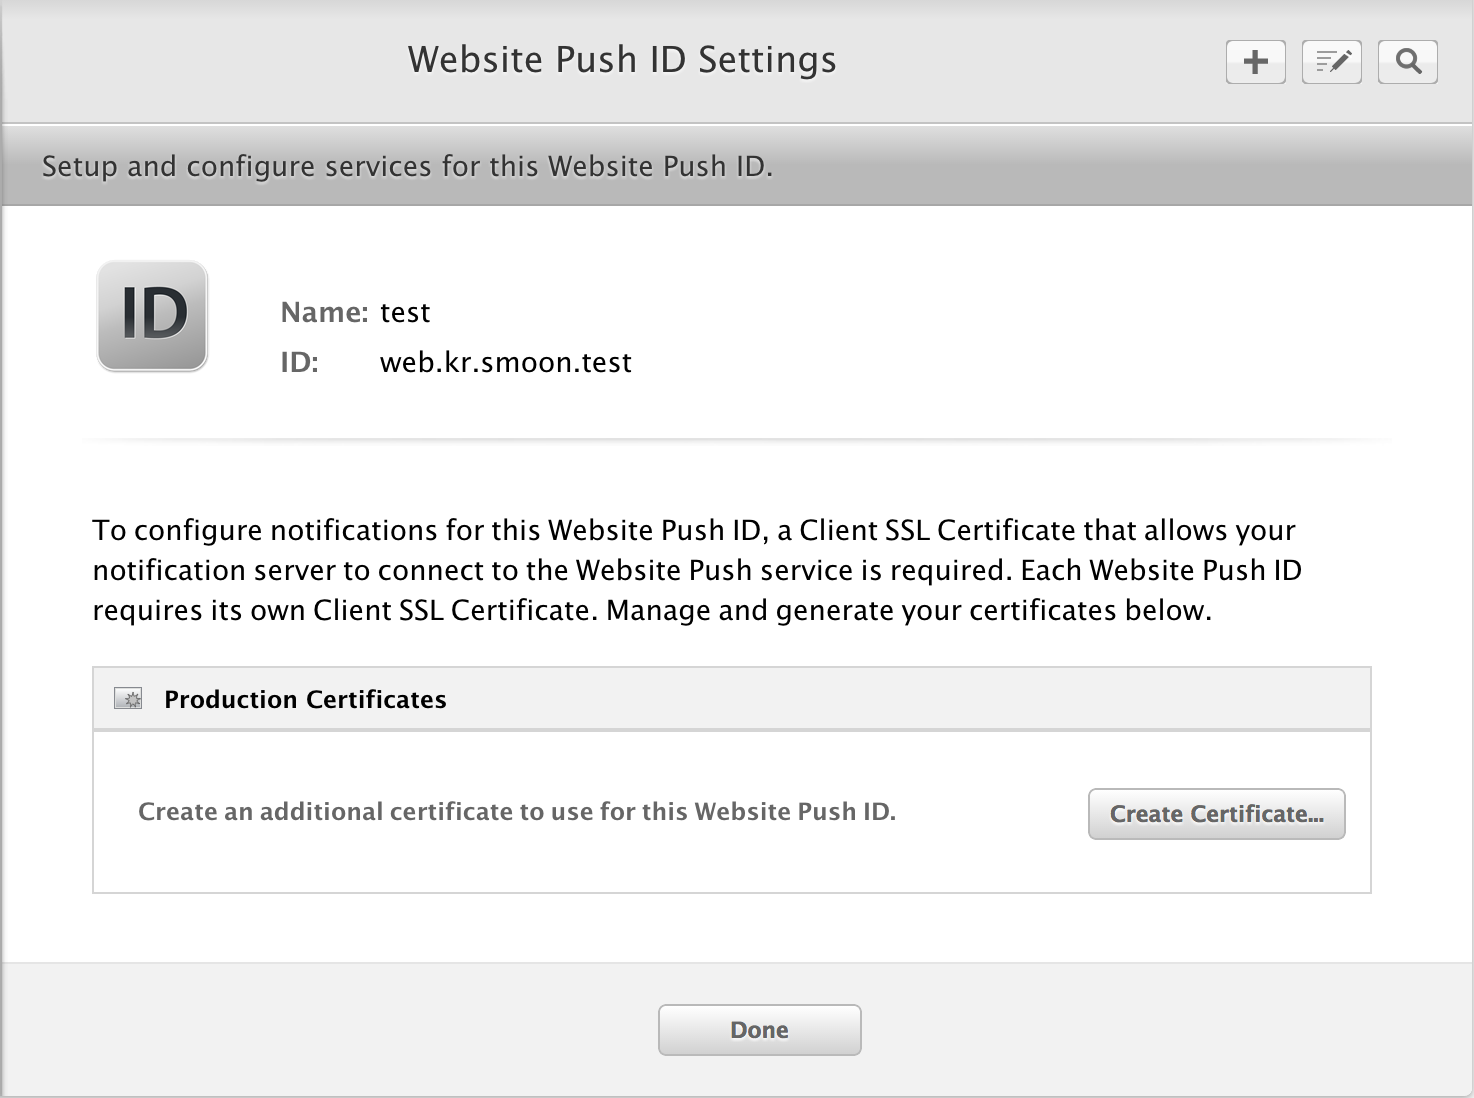 Website Push ID Settings
Setup and configure services for this Website Push ID.
ID
Name: test
ID: web.kr.smoon.test
To configure notifications for this Website Push ID, a Client SSL Certificate that allows your
notification server to connect to the Website Push service is required. Each Website Push ID
requires its own Client SSL Certificate. Manage and generate your certificates below.
Production Certificates
Create an additional certificate to use for this Website Push ID.
Create Certificate...
Done